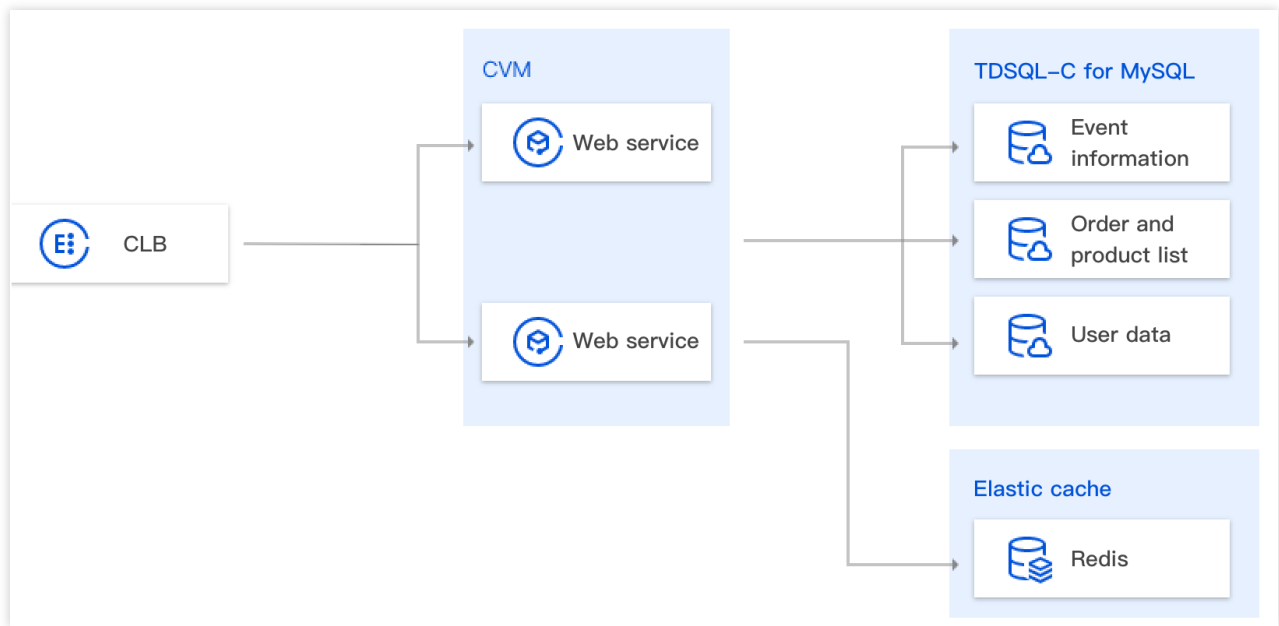 CLB
CVM
Web service
Web service
TDSQL-C for MySQL
Event
information
Order and
product list
User data
Elastic cache
Redis